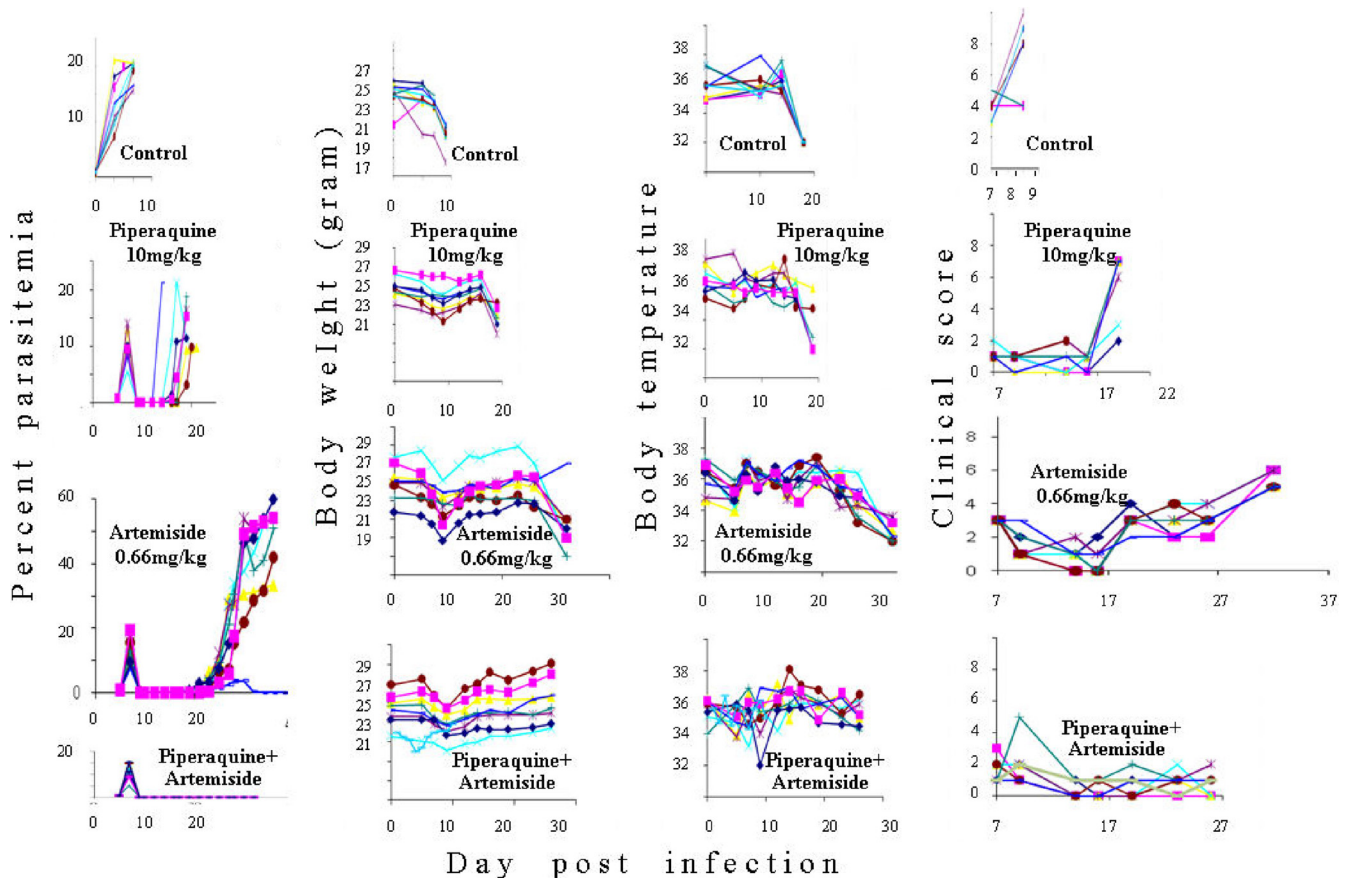 Percent parasitemia
20
10
Control
0 10
Piperaquine
10mg/kg
20
10
0 10 20
60
40
20
0
Artemiside
0.66mg/kg
0 20
20
Piperaquine+
Artemiside
0 20
Body weight (gram)
27
25
23
21
19
17
Control
0 10 20
29
27
25
23
21
Piperaquine
10mg/kg
0 10 20
29
27
25
23
21
19
Artemiside
0.66mg/kg
0 10 20 30
29
27
25
23
21
Piperaquine+
Artemiside
0 10 20 30
Body temperature
38
36
34
32
Control
0 10 20
38
36
34
32
Piperaquine
10mg/kg
0 10 20
38
36
34
32
Artemiside
0.66mg/kg
0 10 20 30
38
36
34
32
Piperaquine+
Artemiside
0 10 20 30
Clinical score
8
6
4
2
0
Control
7 8 9
8
6
4
2
0
Piperaquine
10mg/kg
7 17 22
8
6
4
2
0
Artemiside
0.66mg/kg
7 17 27 37
8
6
4
2
0
Piperaquine+
Artemiside
7 17 27
Day post infection